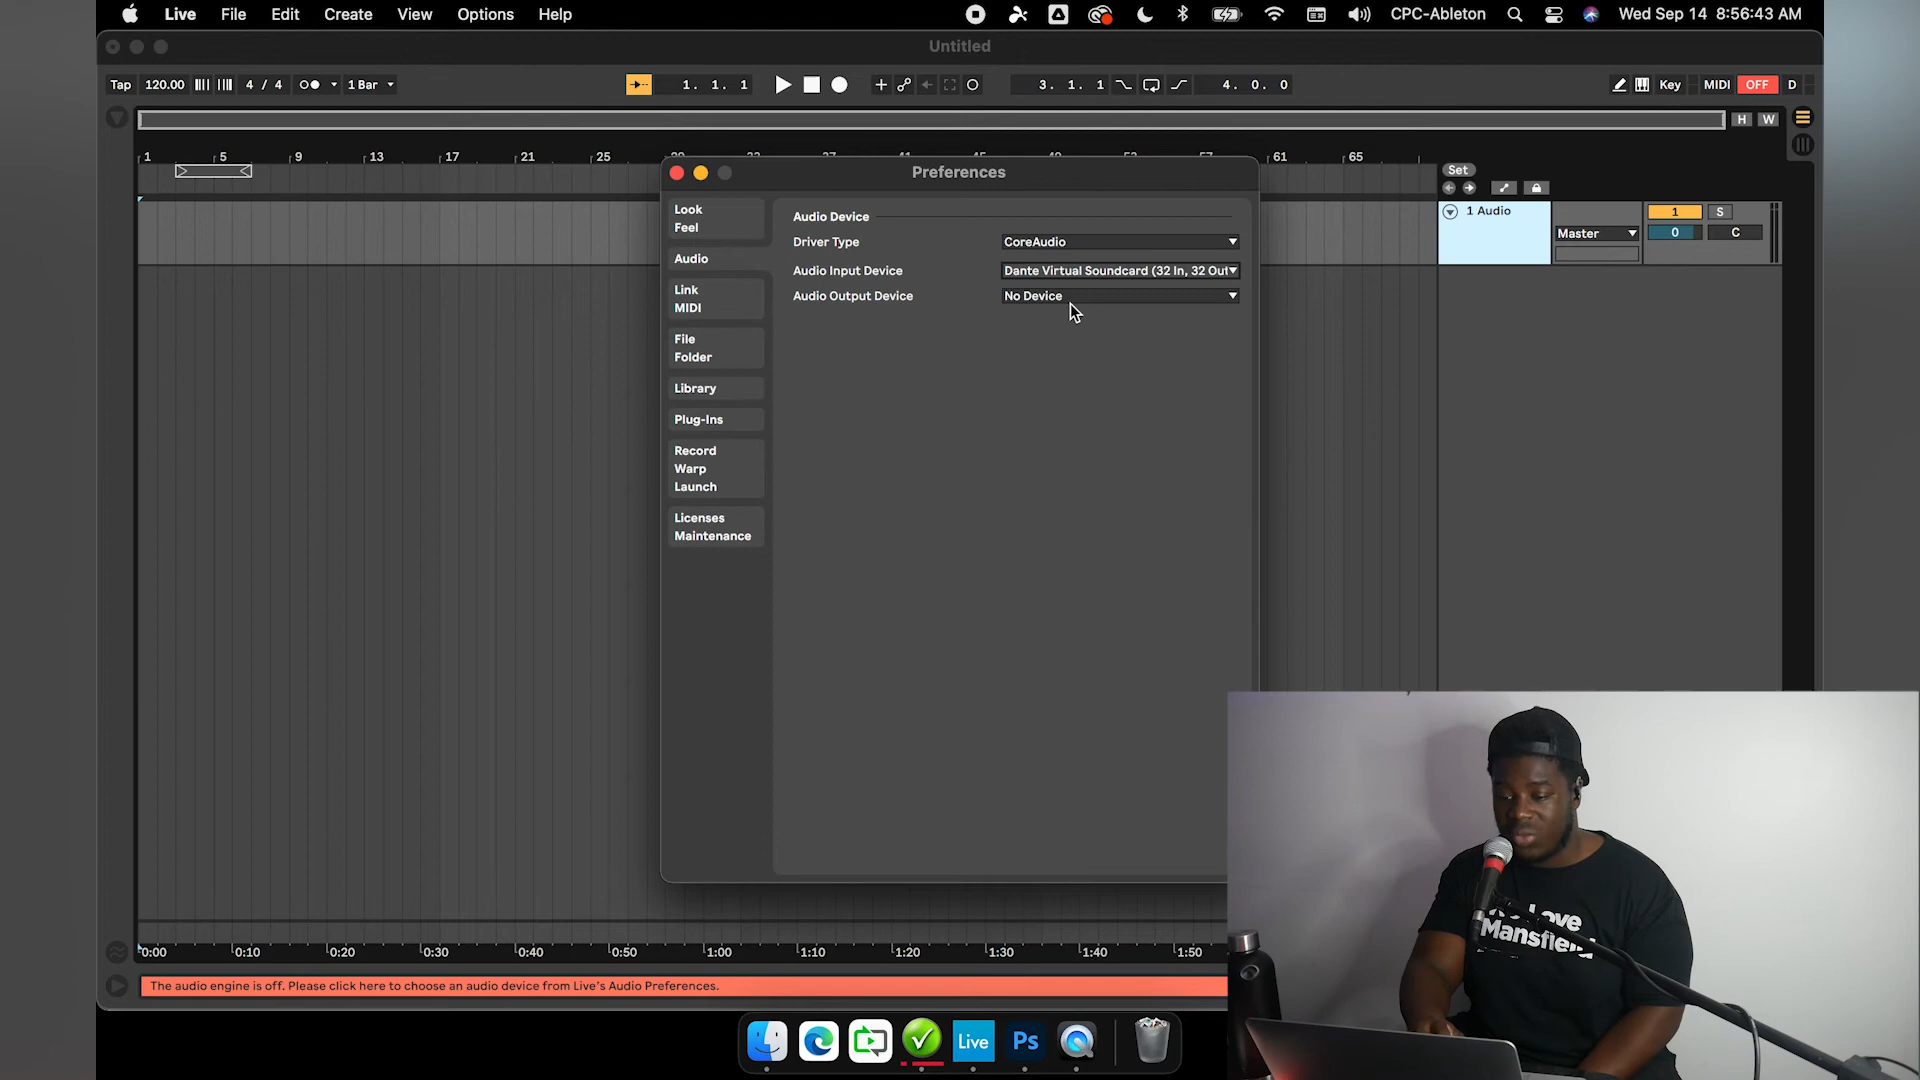 Live File Edit Create View Options Help CPC-Ableton Wed Sep 14 8:56:43 AM
Untitled
Tap 120.00 4 / 4 1 Bar 1. 1. 1 3. 1. 1 4. 0. 0 Key MIDI OFF D
H W
1 5 9 13 17 21 25 61 65
Set
Preferences
Look
Feel
Audio
Link
MIDI
File
Folder
Library
Plug-Ins
Record
Warp
Launch
Licenses
Maintenance
Audio Device
Driver Type CoreAudio
Audio Input Device Dante Virtual Soundcard (32 In, 32 Out
Audio Output Device No Device
1 Audio 1 S
Master 0 C
0:00 0:10 0:20 0:30 0:40 0:50 1:00 1:10 1:20 1:30 1:40 1:50
The audio engine is off. Please click here to choose an audio device from Live's Audio Preferences.
Live Ps
Love
Mansfield